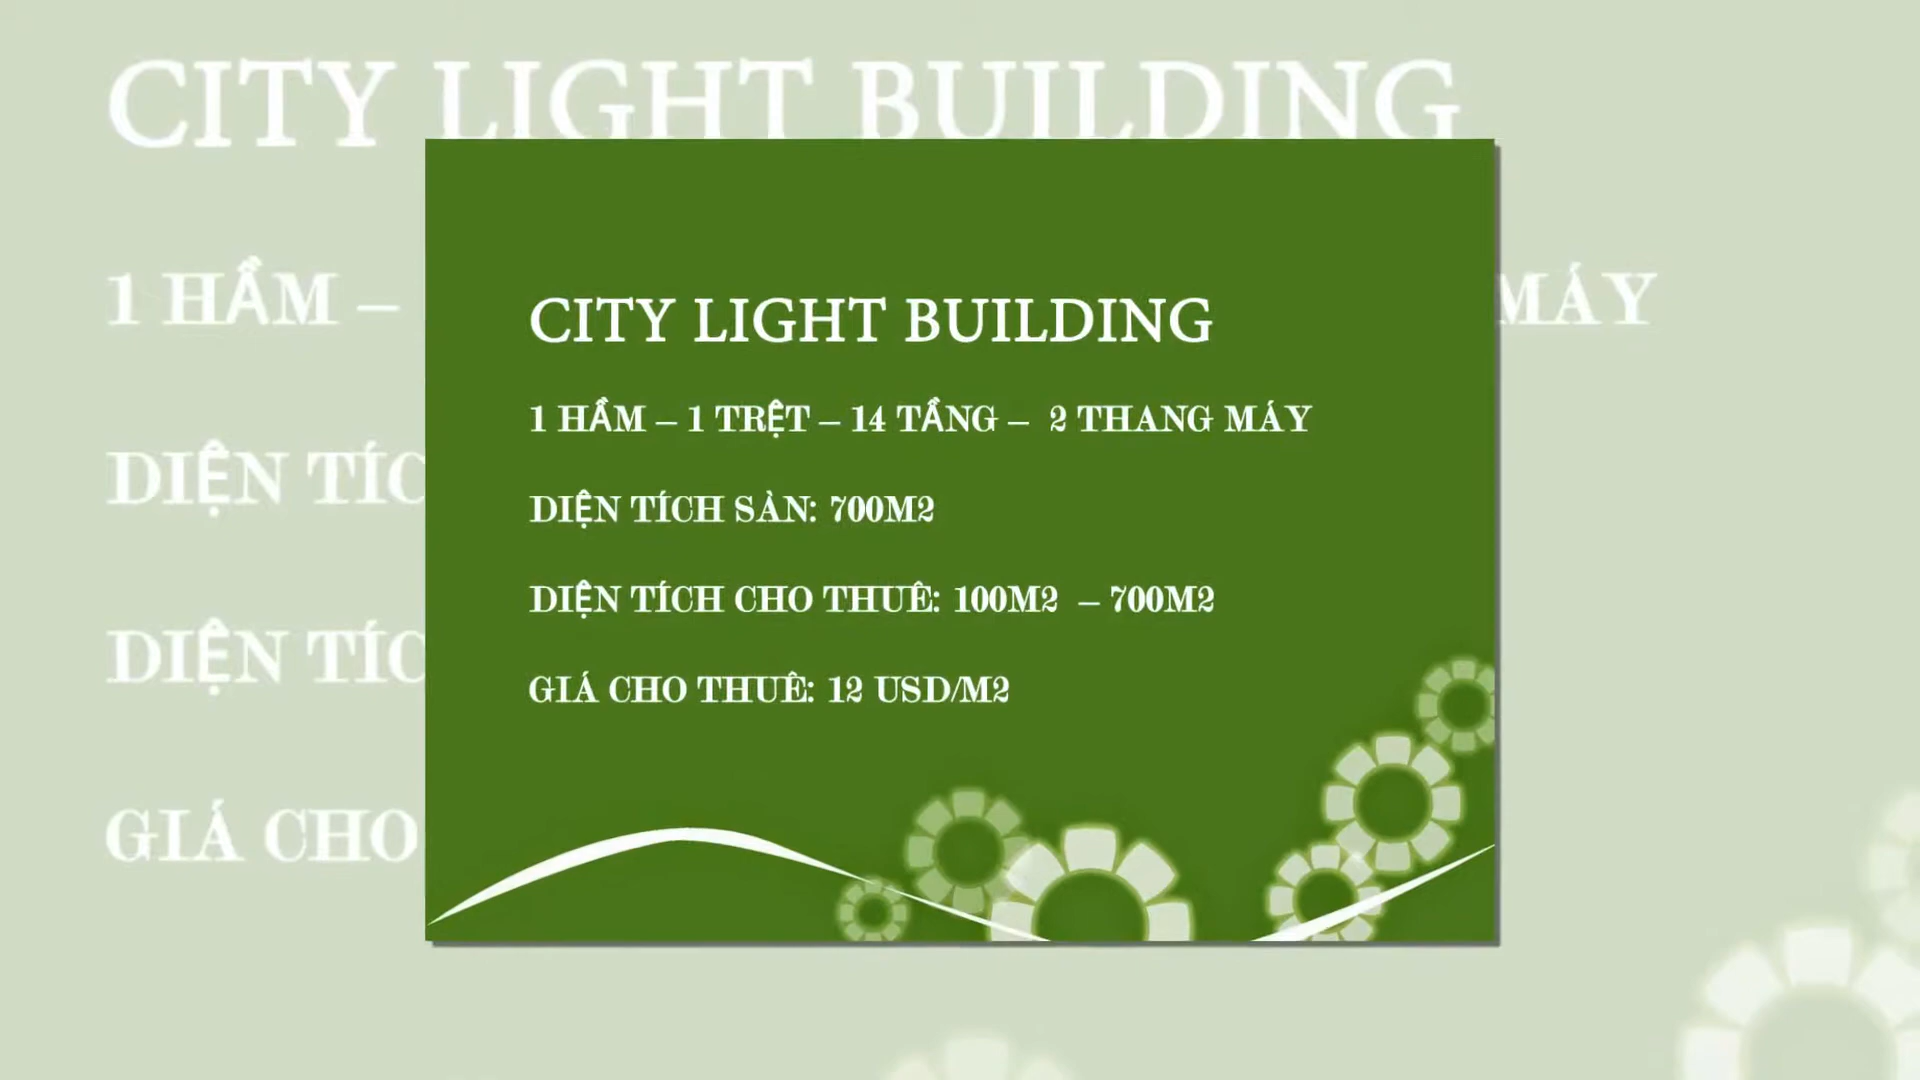 CITY LIGHT BUILDING
1 HẦM – 1 TRỆT – 14 TẦNG – 2 THANG MÁY
DIỆN TÍCH SÀN: 700M2
DIỆN TÍCH CHO THUÊ: 100M2 – 700M2
GIÁ CHO THUÊ: 12 USD/M2